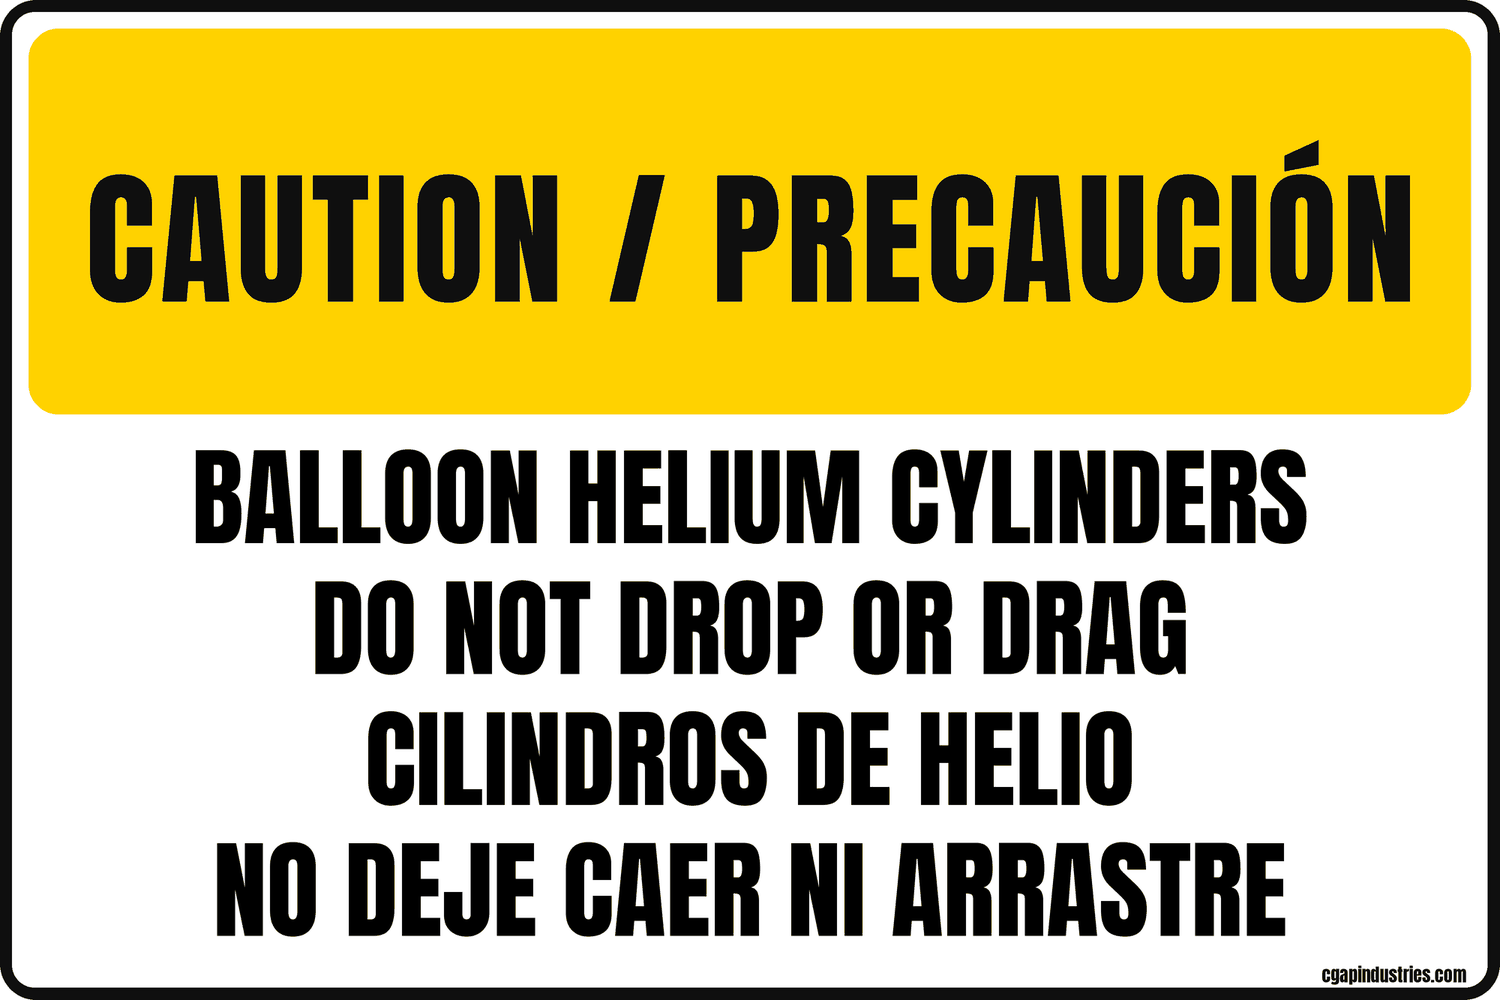 CAUTION / PRECAUCIÓN
BALLOON HELIUM CYLINDERS
DO NOT DROP OR DRAG
CILINDROS DE HELIO
NO DEJE CAER NI ARRASTRE
cgapindustries.com